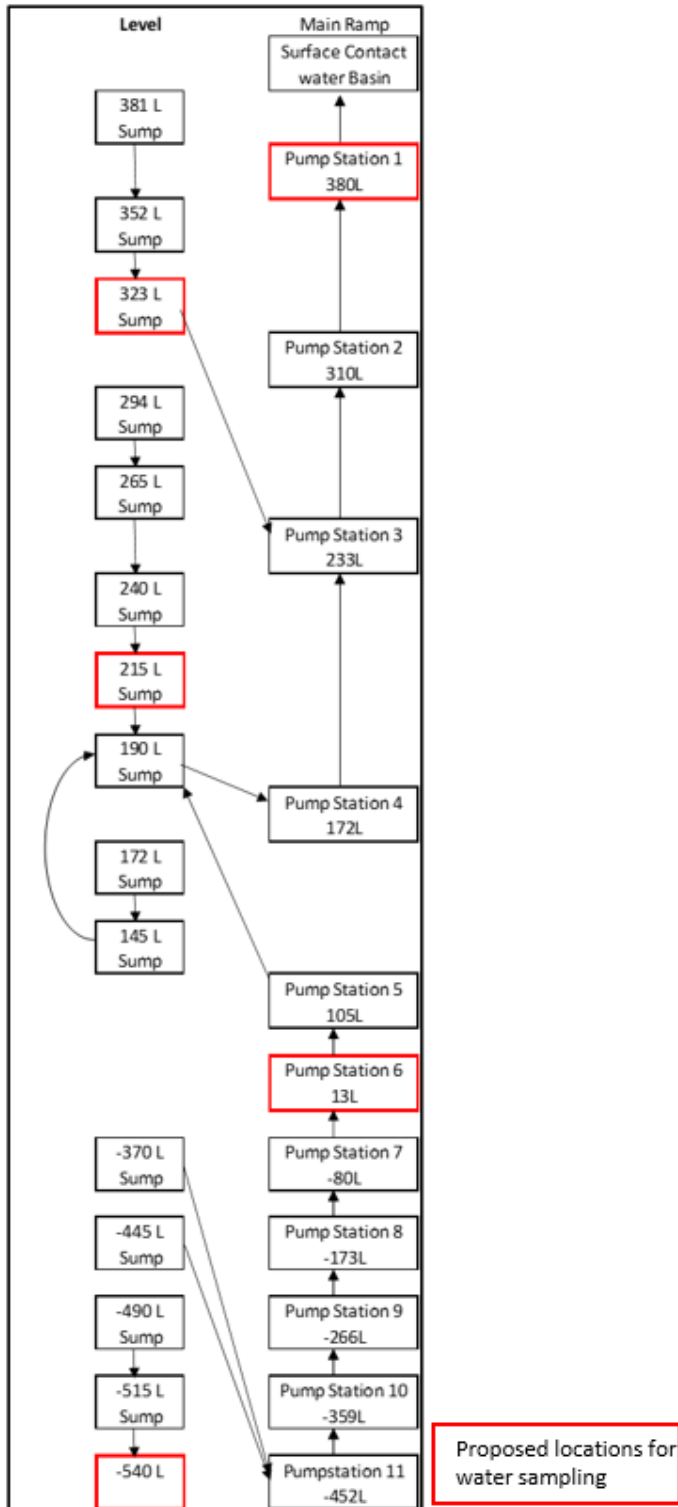 Level
Main Ramp
Surface Contact
water Basin
381 L
Sump
Pump Station 1
380L
352 L
Sump
323 L
Sump
Pump Station 2
310L
294 L
Sump
265 L
Sump
Pump Station 3
233L
240 L
Sump
215 L
Sump
190 L
Sump
Pump Station 4
172L
172 L
Sump
145 L
Sump
Pump Station 5
105L
Pump Station 6
13L
-370 L
Sump
Pump Station 7
-80L
-445 L
Sump
Pump Station 8
-173L
-490 L
Sump
Pump Station 9
-266L
-515 L
Sump
Pump Station 10
-359L
-540 L
Pumpstation 11
-452L
Proposed locations for
water sampling